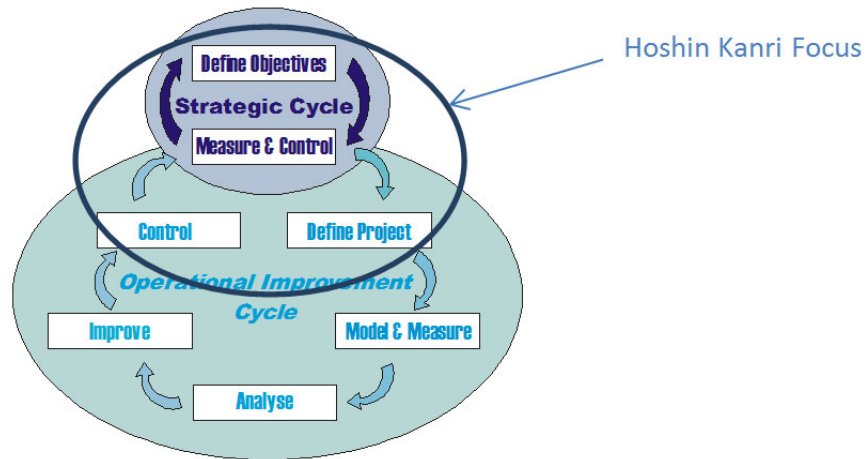 Hoshin Kanri Focus
Define Objectives
Strategic Cycle
Measure & Control
Control
Define Project
Operational Improvement
Cycle
Improve
Model & Measure
Analyse